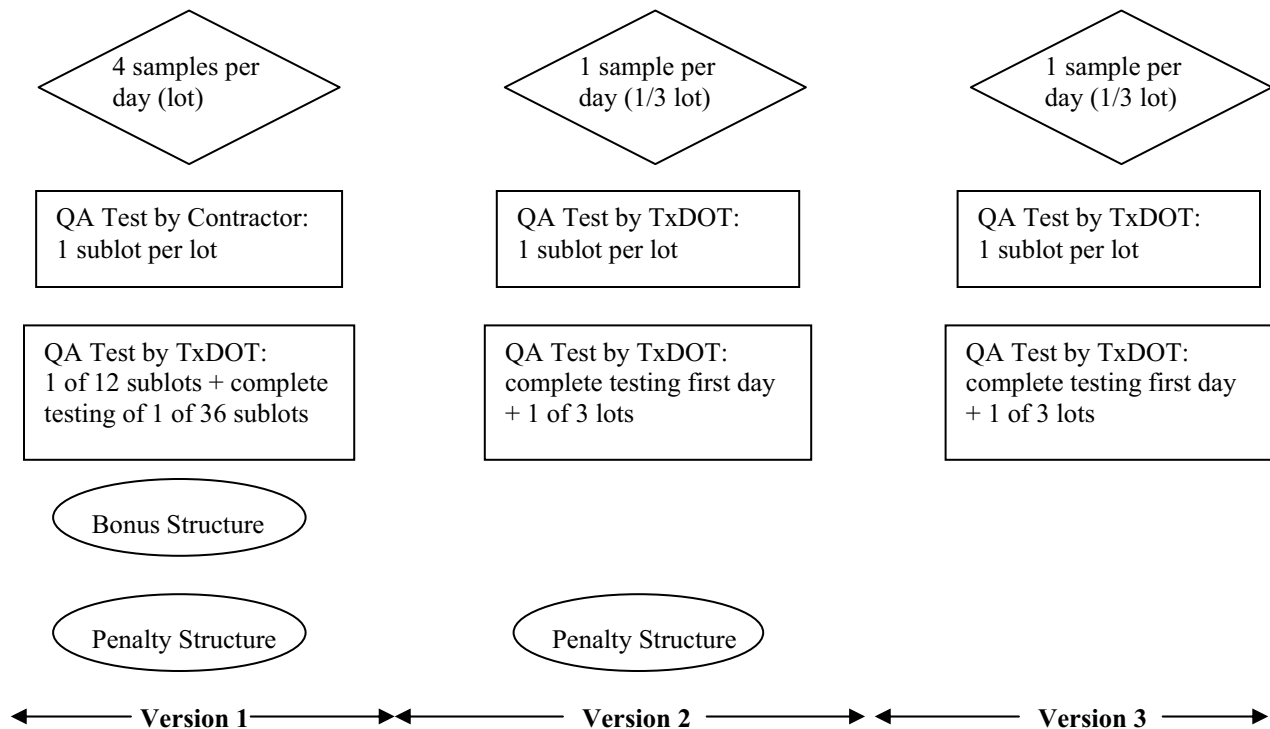 4 samples per
day (lot)
1 sample per
day (1/3 lot)
1 sample per
day (1/3 lot)
QA Test by Contractor:
1 sublot per lot
QA Test by TxDOT:
1 sublot per lot
QA Test by TxDOT:
1 sublot per lot
QA Test by TxDOT:
1 of 12 sublots + complete
testing of 1 of 36 sublots
QA Test by TxDOT:
complete testing first day
+ 1 of 3 lots
QA Test by TxDOT:
complete testing first day
+ 1 of 3 lots
Bonus Structure
Penalty Structure
Penalty Structure
Version 1
Version 2
Version 3